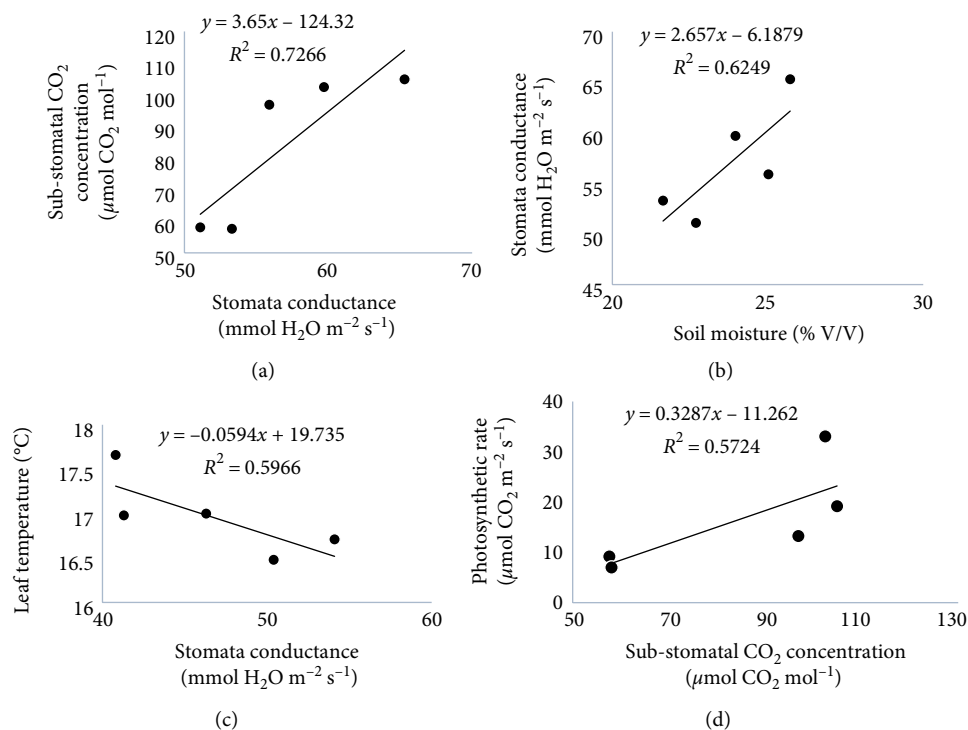 y = 3.65x – 124.32
R² = 0.7266
120
110
100
90
80
70
60
50
50
60
70
Sub-stomatal CO₂
concentration
(µmol CO₂ mol⁻¹)
Stomata conductance
(mmol H₂O m⁻² s⁻¹)
(a)
y = 2.657x – 6.1879
R² = 0.6249
70
65
60
55
50
45
20
25
30
Stomata conductance
(mmol H₂O m⁻² s⁻¹)
Soil moisture (% V/V)
(b)
y = –0.0594x + 19.735
R² = 0.5966
18
17.5
17
16.5
16
40
50
60
Leaf temperature (°C)
Stomata conductance
(mmol H₂O m⁻² s⁻¹)
(c)
y = 0.3287x – 11.262
R² = 0.5724
40
30
20
10
0
50
70
90
110
130
Photosynthetic rate
(µmol CO₂ m⁻² s⁻¹)
Sub-stomatal CO₂ concentration
(µmol CO₂ mol⁻¹)
(d)